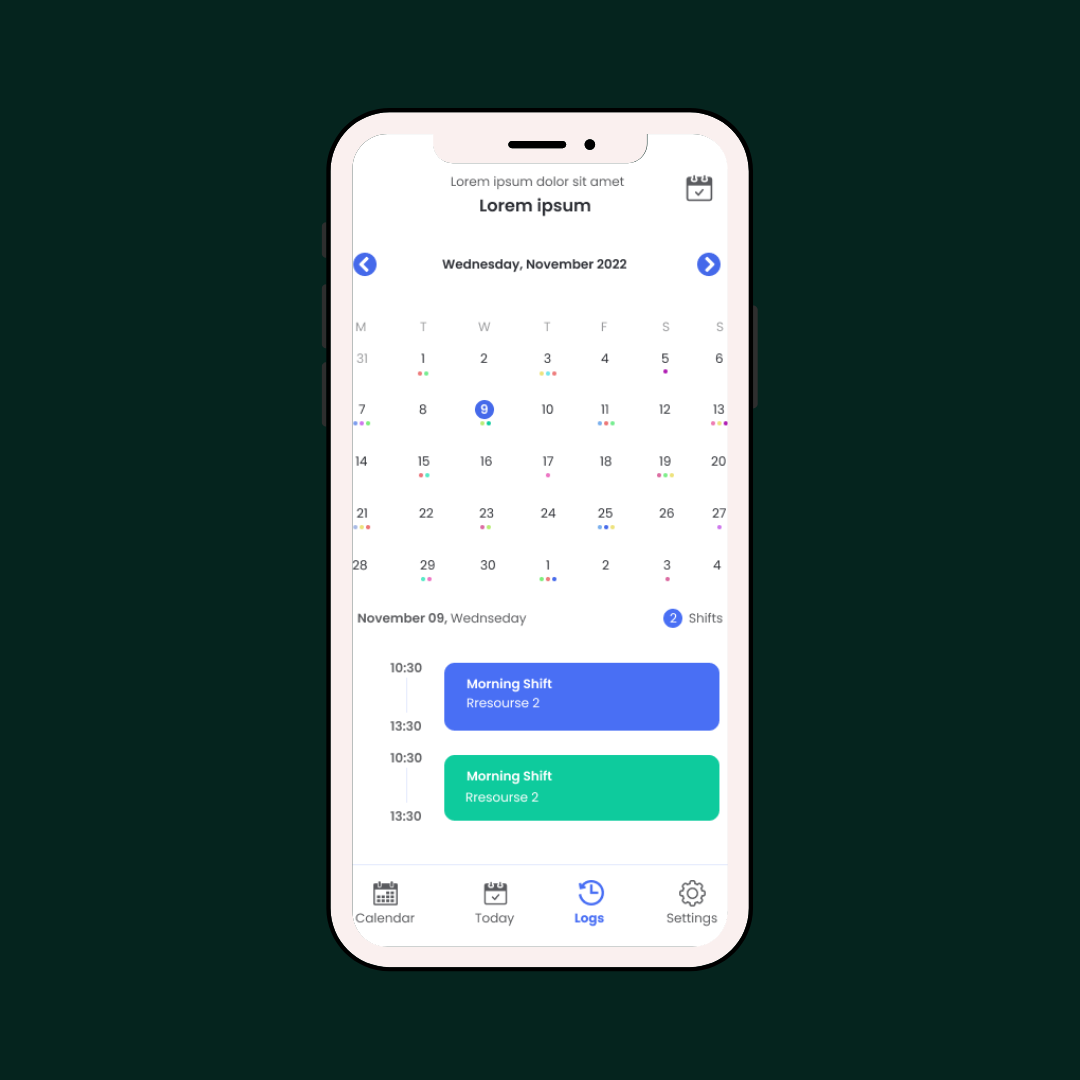 Lorem ipsum dolor sit amet
Lorem ipsum
Wednesday, November 2022
M T W T F S S
31 1 2 3 4 5 6
7 8 9 10 11 12 13
14 15 16 17 18 19 20
21 22 23 24 25 26 27
28 29 30 1 2 3 4
November 09, Wednseday 2 Shifts
10:30
Morning Shift
Rresourse 2
13:30
10:30
Morning Shift
Rresourse 2
13:30
Calendar Today Logs Settings